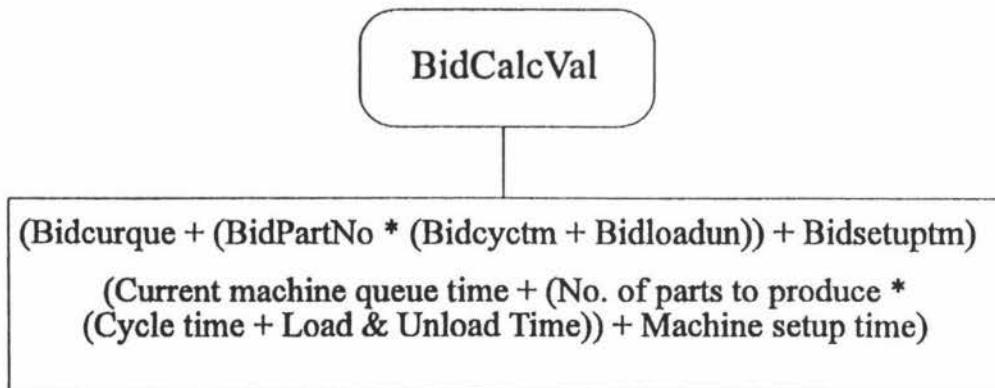 BidCalcVal
(Bidcurque + (BidPartNo * (Bidcyctm + Bidloadun)) + Bidsetuptm)
(Current machine queue time + (No. of parts to produce *
(Cycle time + Load & Unload Time)) + Machine setup time)